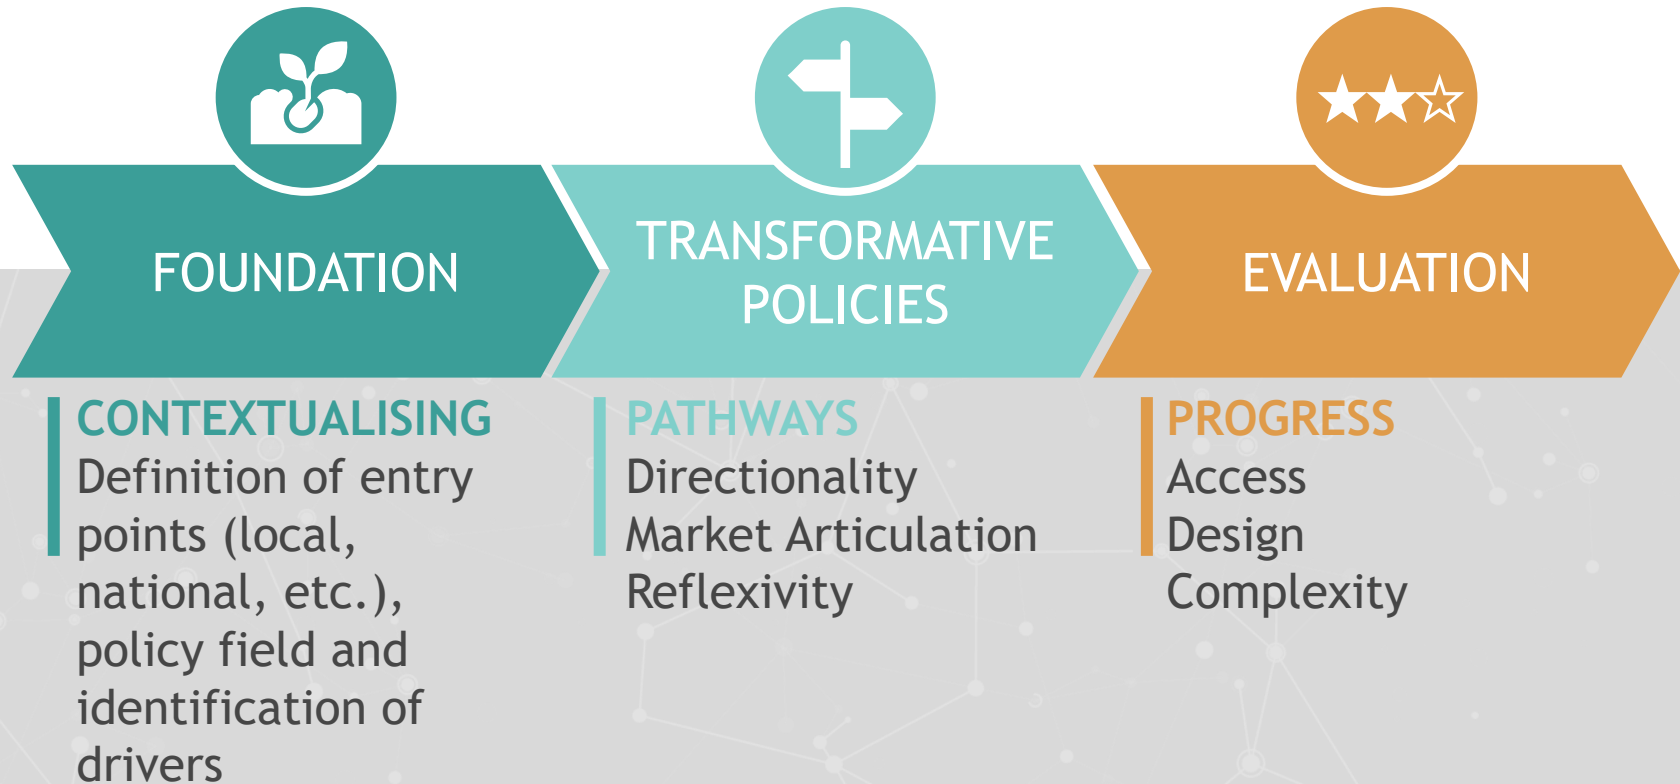 FOUNDATION
TRANSFORMATIVE
POLICIES
EVALUATION
CONTEXTUALISING
Definition of entry
points (local,
national, etc.),
policy field and
identification of
drivers
PATHWAYS
Directionality
Market Articulation
Reflexivity
PROGRESS
Access
Design
Complexity